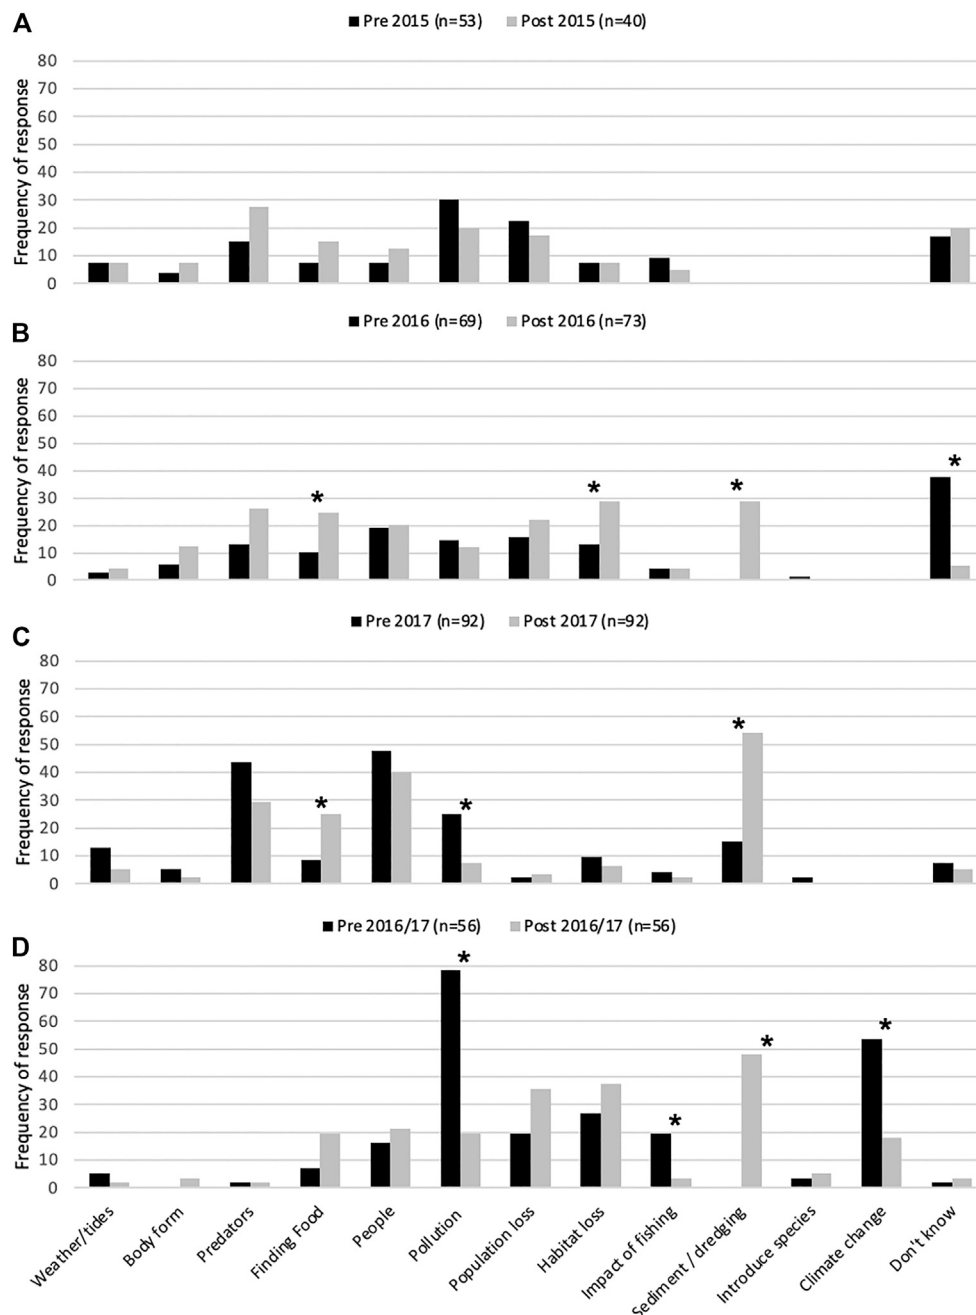 A
Pre 2015 (n=53) Post 2015 (n=40)
Frequency of response
80
70
60
50
40
30
20
10
0
B
Pre 2016 (n=69) Post 2016 (n=73)
Frequency of response
80
70
60
50
40
30
20
10
0
*
*
*
*
C
Pre 2017 (n=92) Post 2017 (n=92)
Frequency of response
80
70
60
50
40
30
20
10
0
*
*
*
D
Pre 2016/17 (n=56) Post 2016/17 (n=56)
Frequency of response
80
70
60
50
40
30
20
10
0
*
*
*
*
Weather/tides
Body form
Predators
Finding Food
People
Pollution
Population loss
Habitat loss
Impact of fishing
Sediment / dredging
Introduce species
Climate change
Don't know